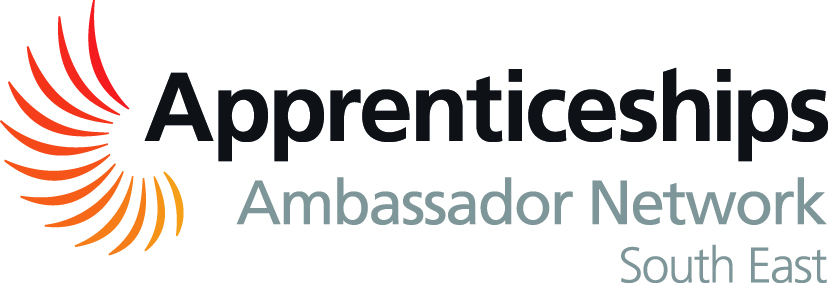 Apprenticeships
Ambassador Network
South East